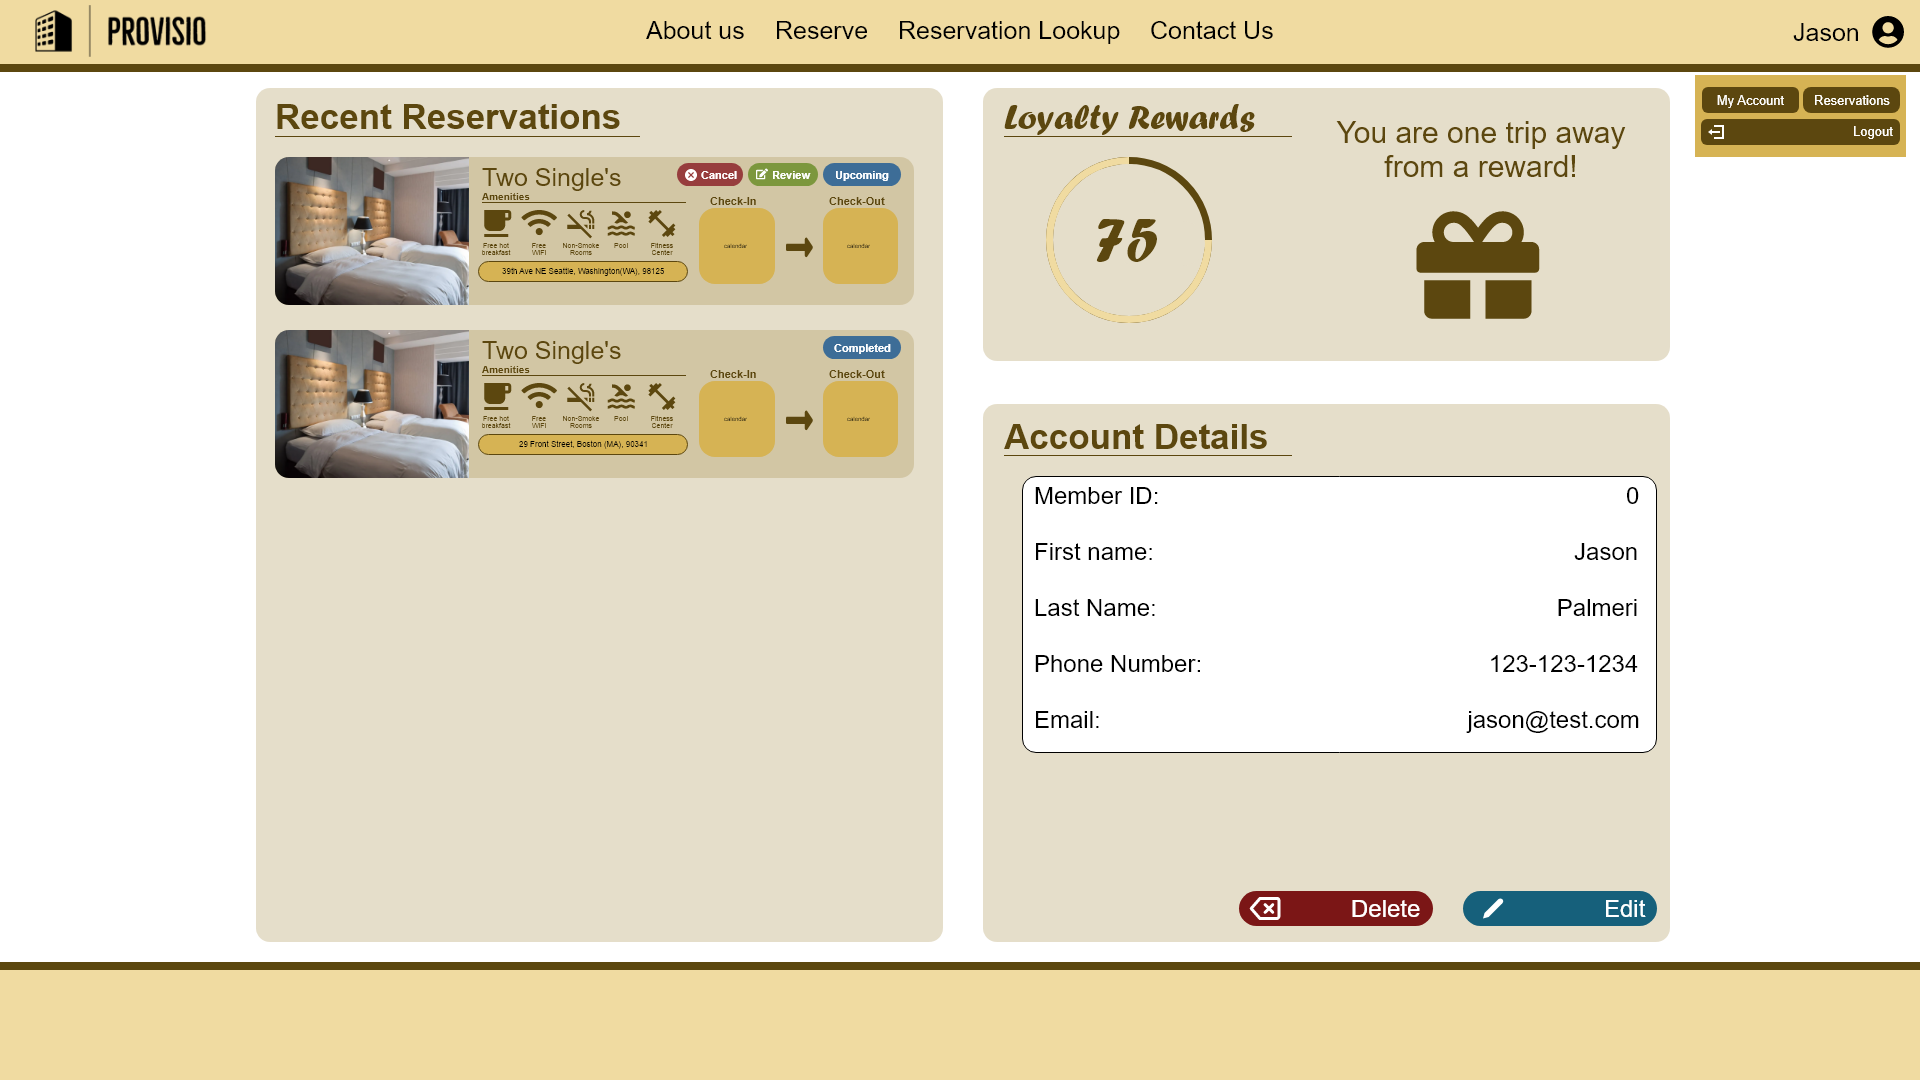 PROVISIO
About us
Reserve
Reservation Lookup
Contact Us
Jason
My Account
Reservations
Logout
Recent Reservations
Two Single's
Cancel
Review
Upcoming
Amenities
Check-In
Check-Out
Free hot
breakfast
Free
WIFI
Non-Smoke
Rooms
Pool
Fitness
Center
calendar
calendar
39th Ave NE Seattle, Washington(WA), 98125
Two Single's
Completed
Amenities
Check-In
Check-Out
Free hot
breakfast
Free
WIFI
Non-Smoke
Rooms
Pool
Fitness
Center
calendar
calendar
29 Front Street, Boston (MA), 90341
Loyalty Rewards
75
You are one trip away
from a reward!
Account Details
Member ID: 0
First name: Jason
Last Name: Palmeri
Phone Number: 123-123-1234
Email: jason@test.com
Delete
Edit